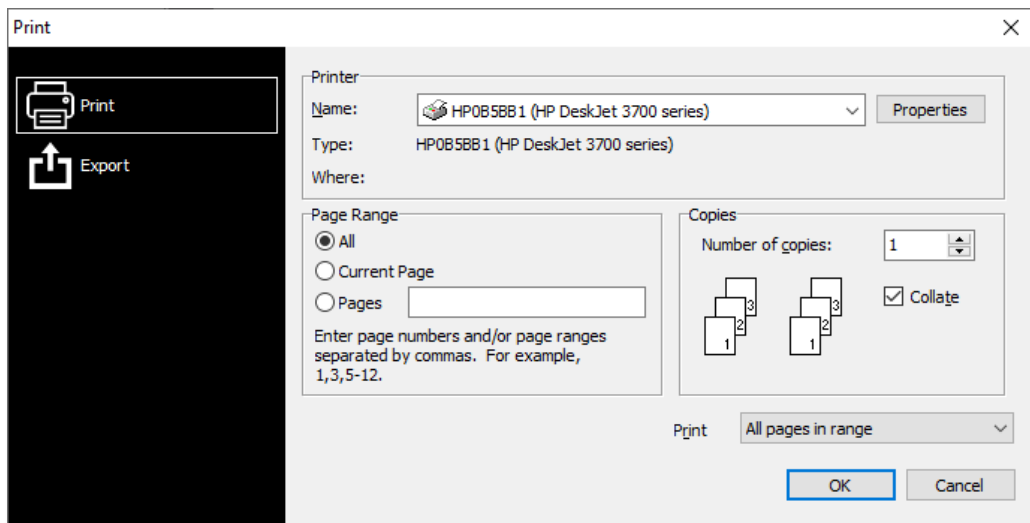 Print
Print
Export
Printer
Name:
HP0B5BB1 (HP DeskJet 3700 series)
Properties
Type:
HP0B5BB1 (HP DeskJet 3700 series)
Where:
Page Range
All
Current Page
Pages
Enter page numbers and/or page ranges
separated by commas. For example,
1,3,5-12.
Copies
Number of copies:
1
3
2
1
3
2
1
Collate
Print
All pages in range
OK
Cancel